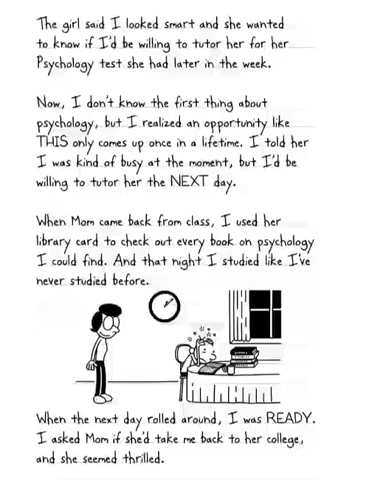 The girl said I looked smart and she wanted
to know if I'd be willing to tutor her for her
Psychology test she had later in the week.
Now, I don't know the first thing about
psychology, but I realized an opportunity like
THIS only comes up once in a lifetime. I told her
I was kind of busy at the moment, but I'd be
willing to tutor her the NEXT day.
When Mom came back from class, I used her
library card to check out every book on psychology
I could find. And that night I studied like I've
never studied before.
When the next day rolled around, I was READY.
I asked Mom if she'd take me back to her college,
and she seemed thrilled.